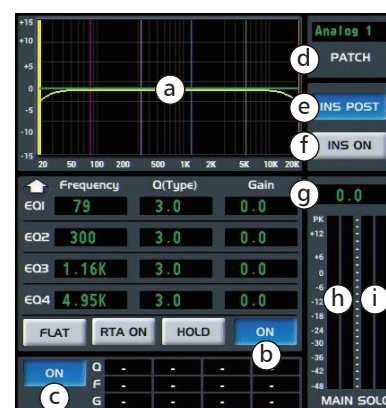 +15
+10
+5
0
-5
-10
-15
20 50 100 200 500 1K 2K 5K 10K 20K
a
Analog 1
d
PATCH
e
INS POST
f
INS ON
Frequency Q(Type) Gain
EQ1 79 3.0 0.0
EQ2 300 3.0 0.0
EQ3 1.16K 3.0 0.0
EQ4 4.95K 3.0 0.0
FLAT RTA ON HOLD ON
b
ON
c
Q - - - -
F - - - -
G - - - -
g
0.0
PK
+12
+6
0
-6
-12
-18
-24
-30
-36
-42
-48
h
i
MAIN SOLO